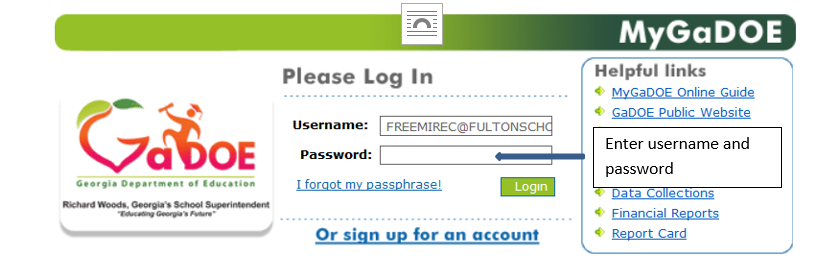 MyGaDOE
Please Log In
Username: FREEMIREC@FULTONSCHO
Password:
I forgot my passphrase!
Login
Or sign up for an account
GaDOE
Georgia Department of Education
Richard Woods, Georgia's School Superintendent
"Educating Georgia's Future"
Helpful links
MyGaDOE Online Guide
GaDOE Public Website
Enter username and
password
Data Collections
Financial Reports
Report Card